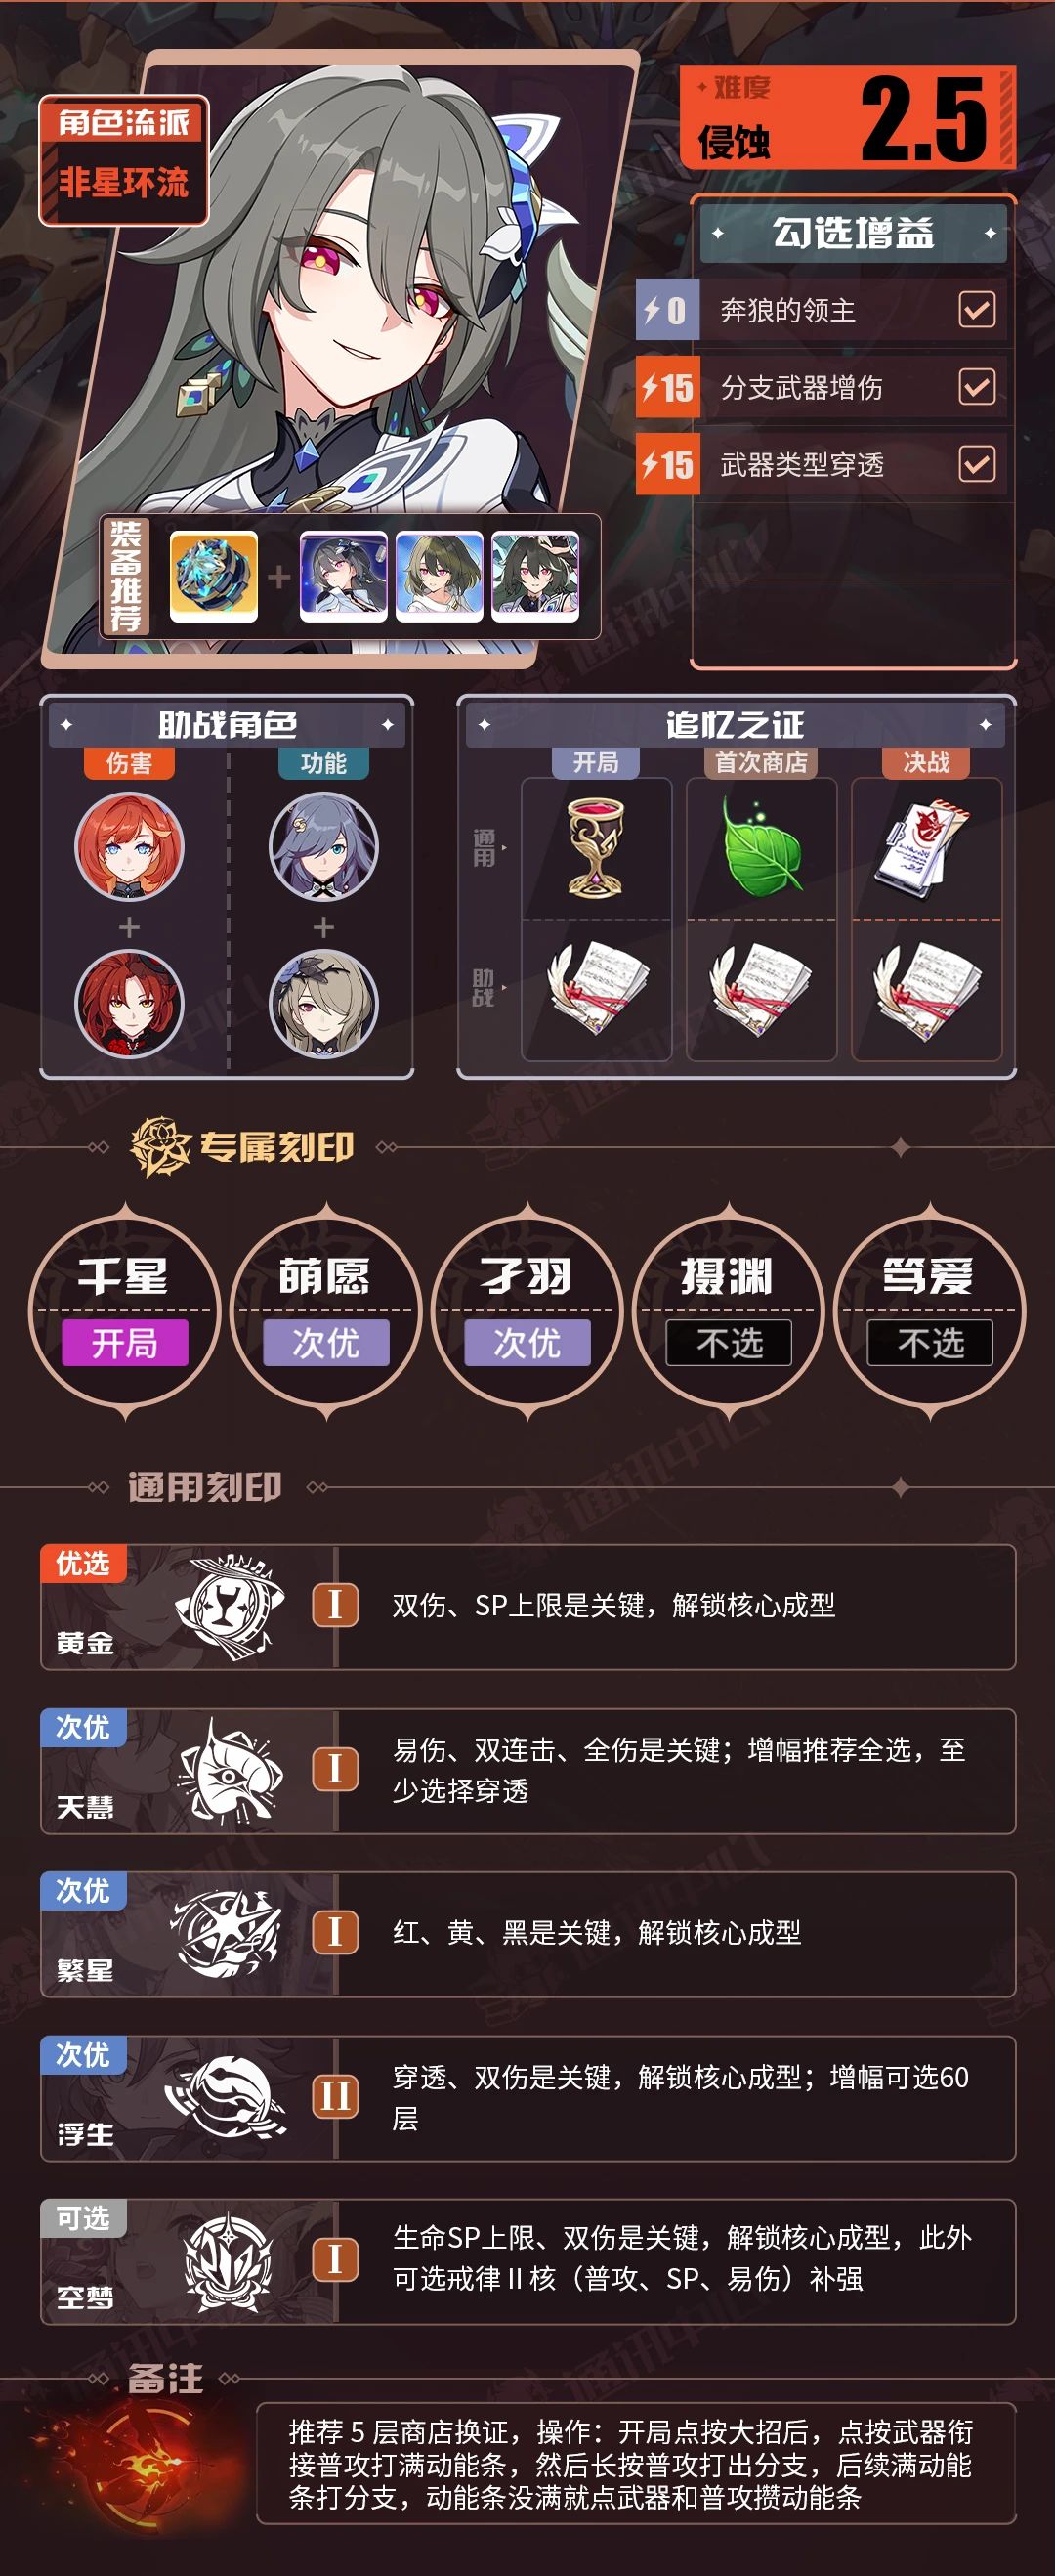 角色流派
非星环流
难度
侵蚀
2.5
勾选增益
0 奔狼的领主
15 分支武器增伤
15 武器类型穿透
装备推荐
助战角色
伤害
功能
追忆之证
开局
首次商店
决战
通用
助战
专属刻印
千星
开局
萌愿
次优
孑羽
次优
摄渊
不选
笃爱
不选
通用刻印
优选
黄金
I
双伤、SP上限是关键，解锁核心成型
次优
天慧
I
易伤、双连击、全伤是关键；增幅推荐全选，至
少选择穿透
次优
繁星
I
红、黄、黑是关键，解锁核心成型
次优
浮生
II
穿透、双伤是关键，解锁核心成型；增幅可选60
层
可选
空梦
I
生命SP上限、双伤是关键，解锁核心成型，此外
可选戒律 II 核（普攻、SP、易伤）补强
备注
推荐 5 层商店换证，操作：开局点按大招后，点按武器衔
接普攻打满动能条，然后长按普攻打出分支，后续满动能
条打分支，动能条没满就点武器和普攻攒动能条
通讯中心